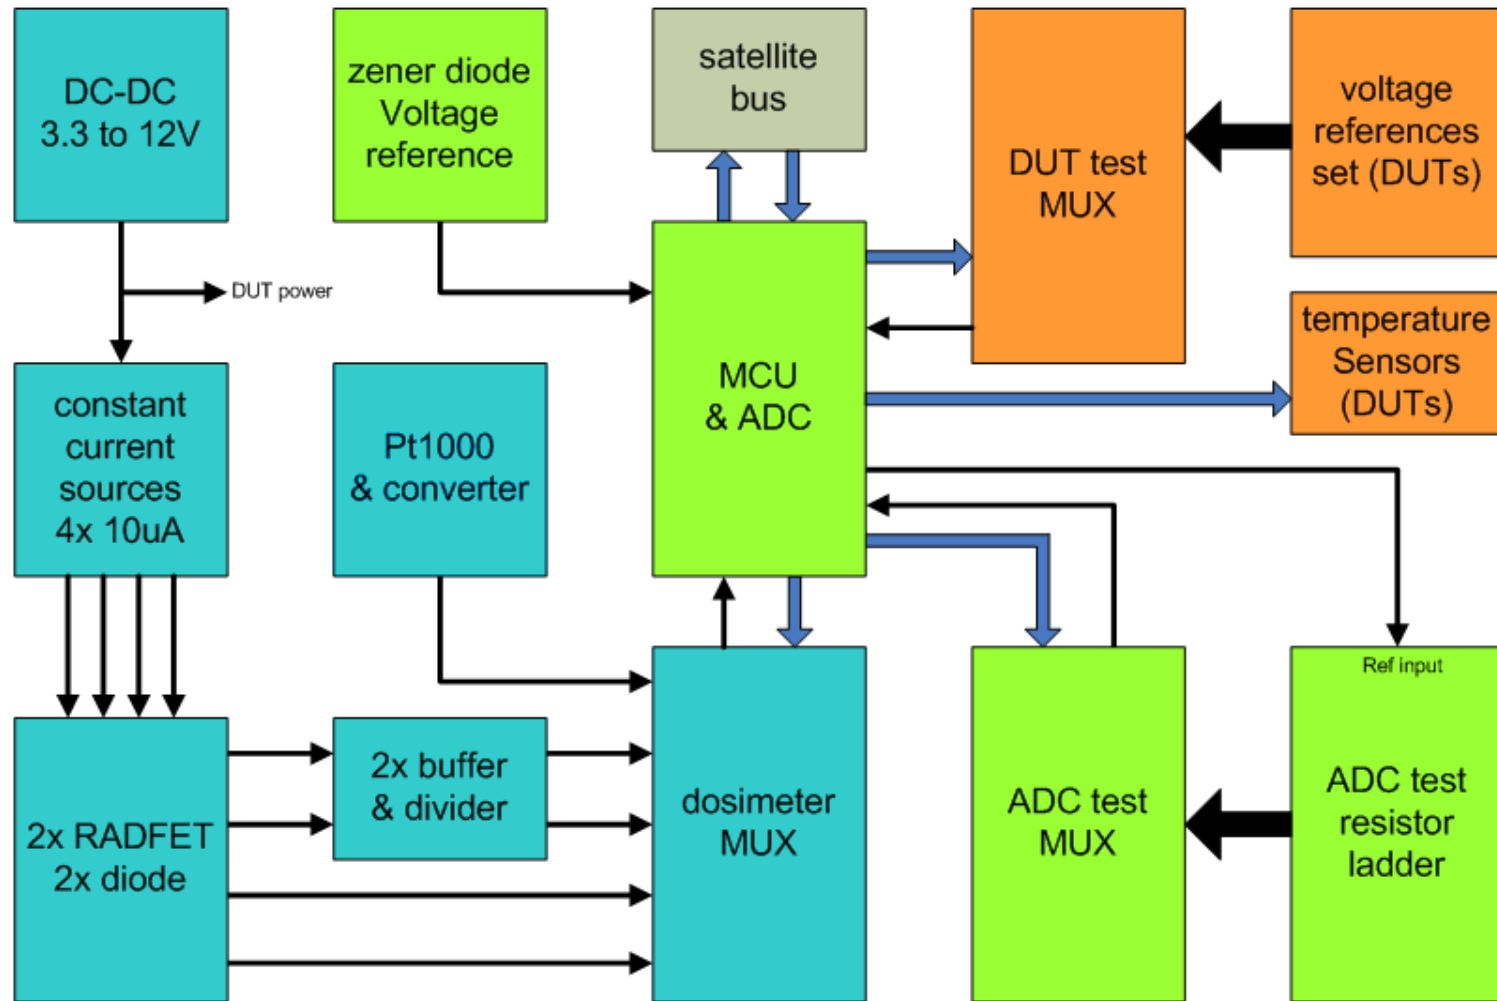 DC-DC
3.3 to 12V
zener diode
Voltage
reference
satellite
bus
DUT test
MUX
voltage
references
set (DUTs)
DUT power
temperature
Sensors
(DUTs)
constant
current
sources
4x 10uA
Pt1000
& converter
MCU
& ADC
2x RADFET
2x diode
2x buffer
& divider
dosimeter
MUX
ADC test
MUX
Ref input
ADC test
resistor
ladder